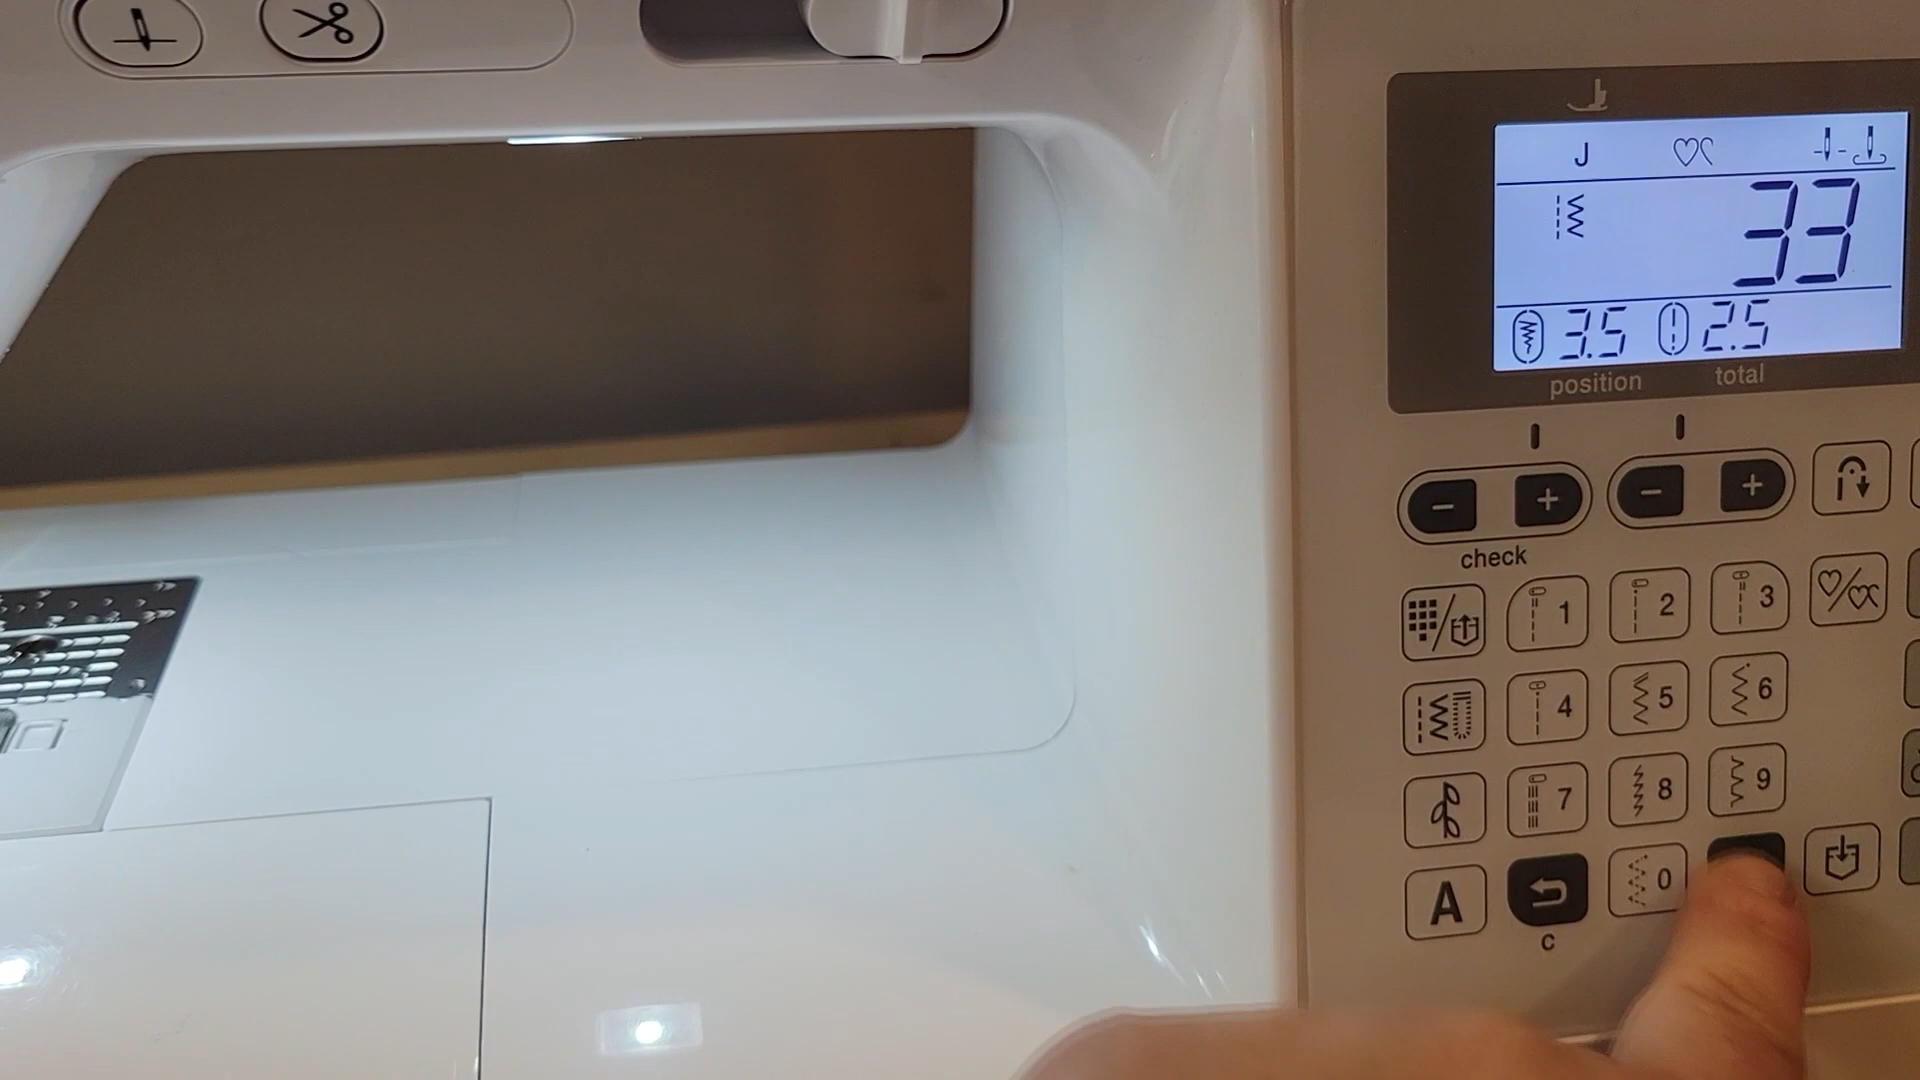 J
33
3.5 2.5
position total
- + - +
check
1 2 3
4 5 6
7 8 9
A 0
C